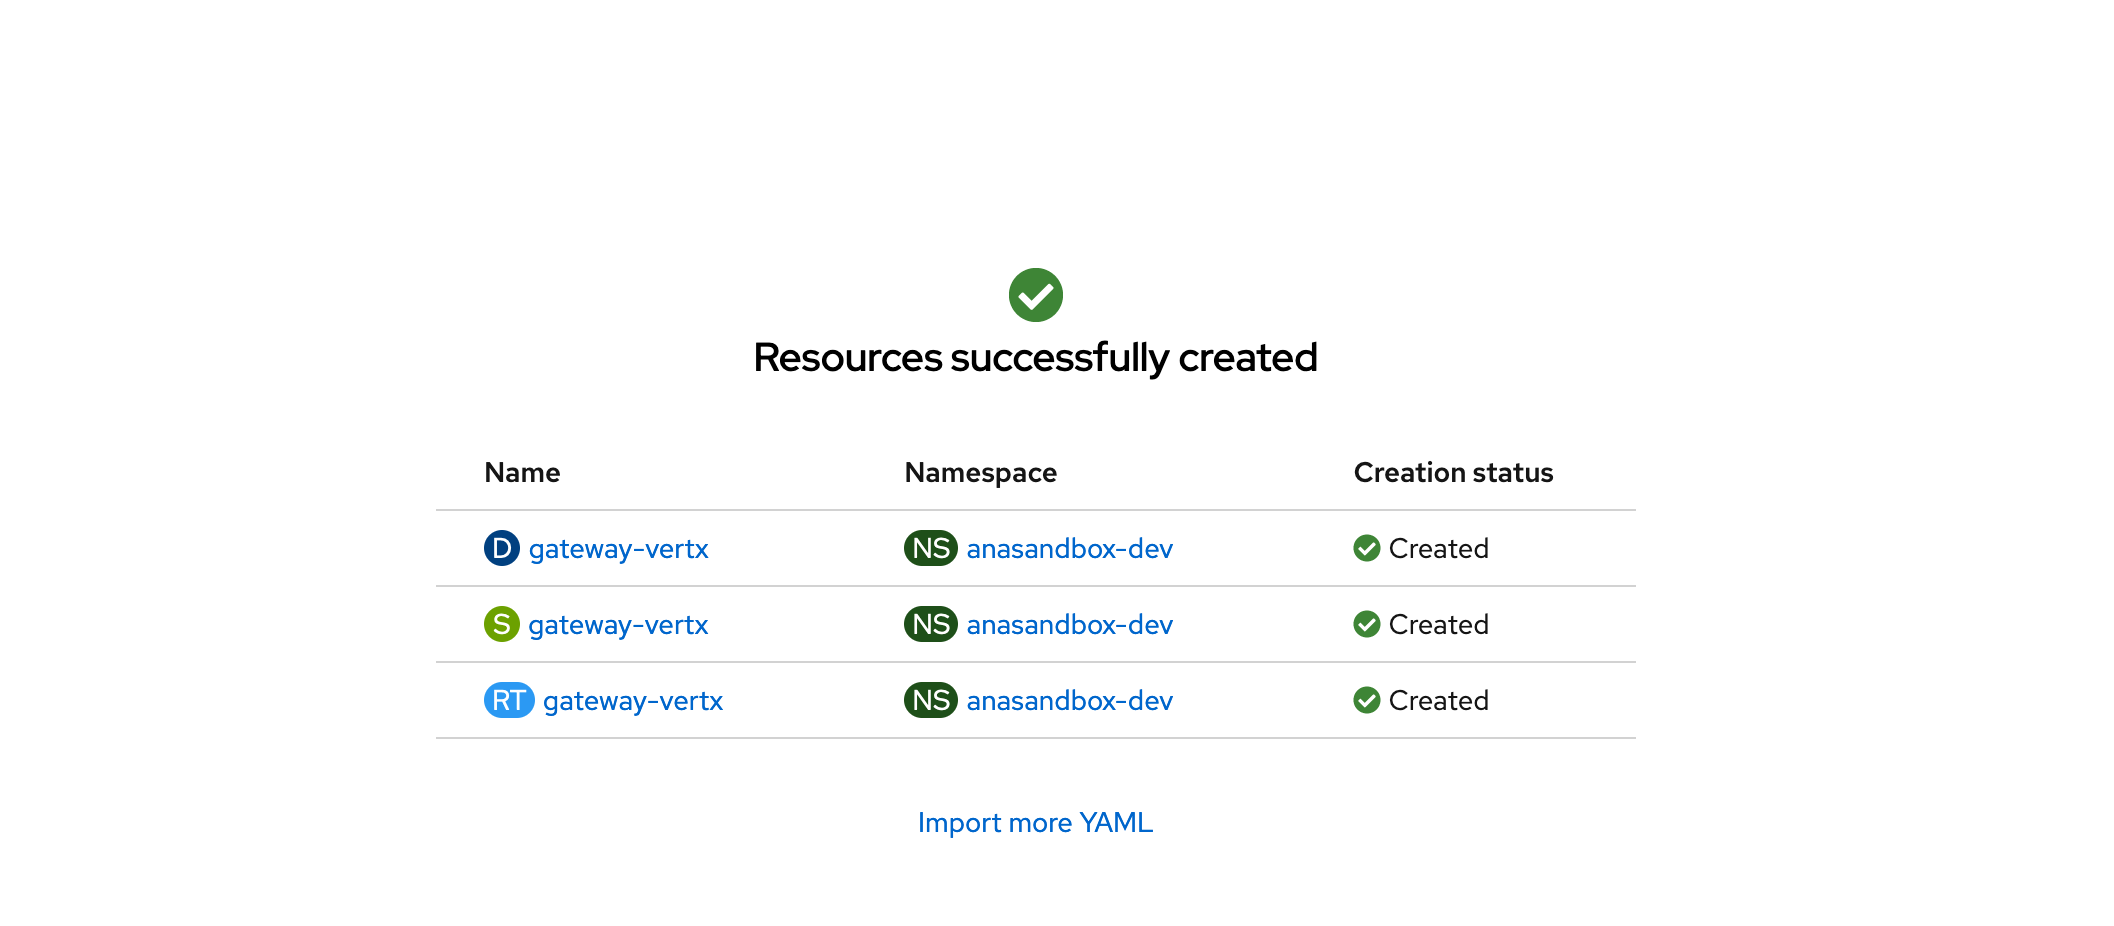 Resources successfully created
Name Namespace Creation status
D gateway-vertx NS anasandbox-dev Created
S gateway-vertx NS anasandbox-dev Created
RT gateway-vertx NS anasandbox-dev Created
Import more YAML